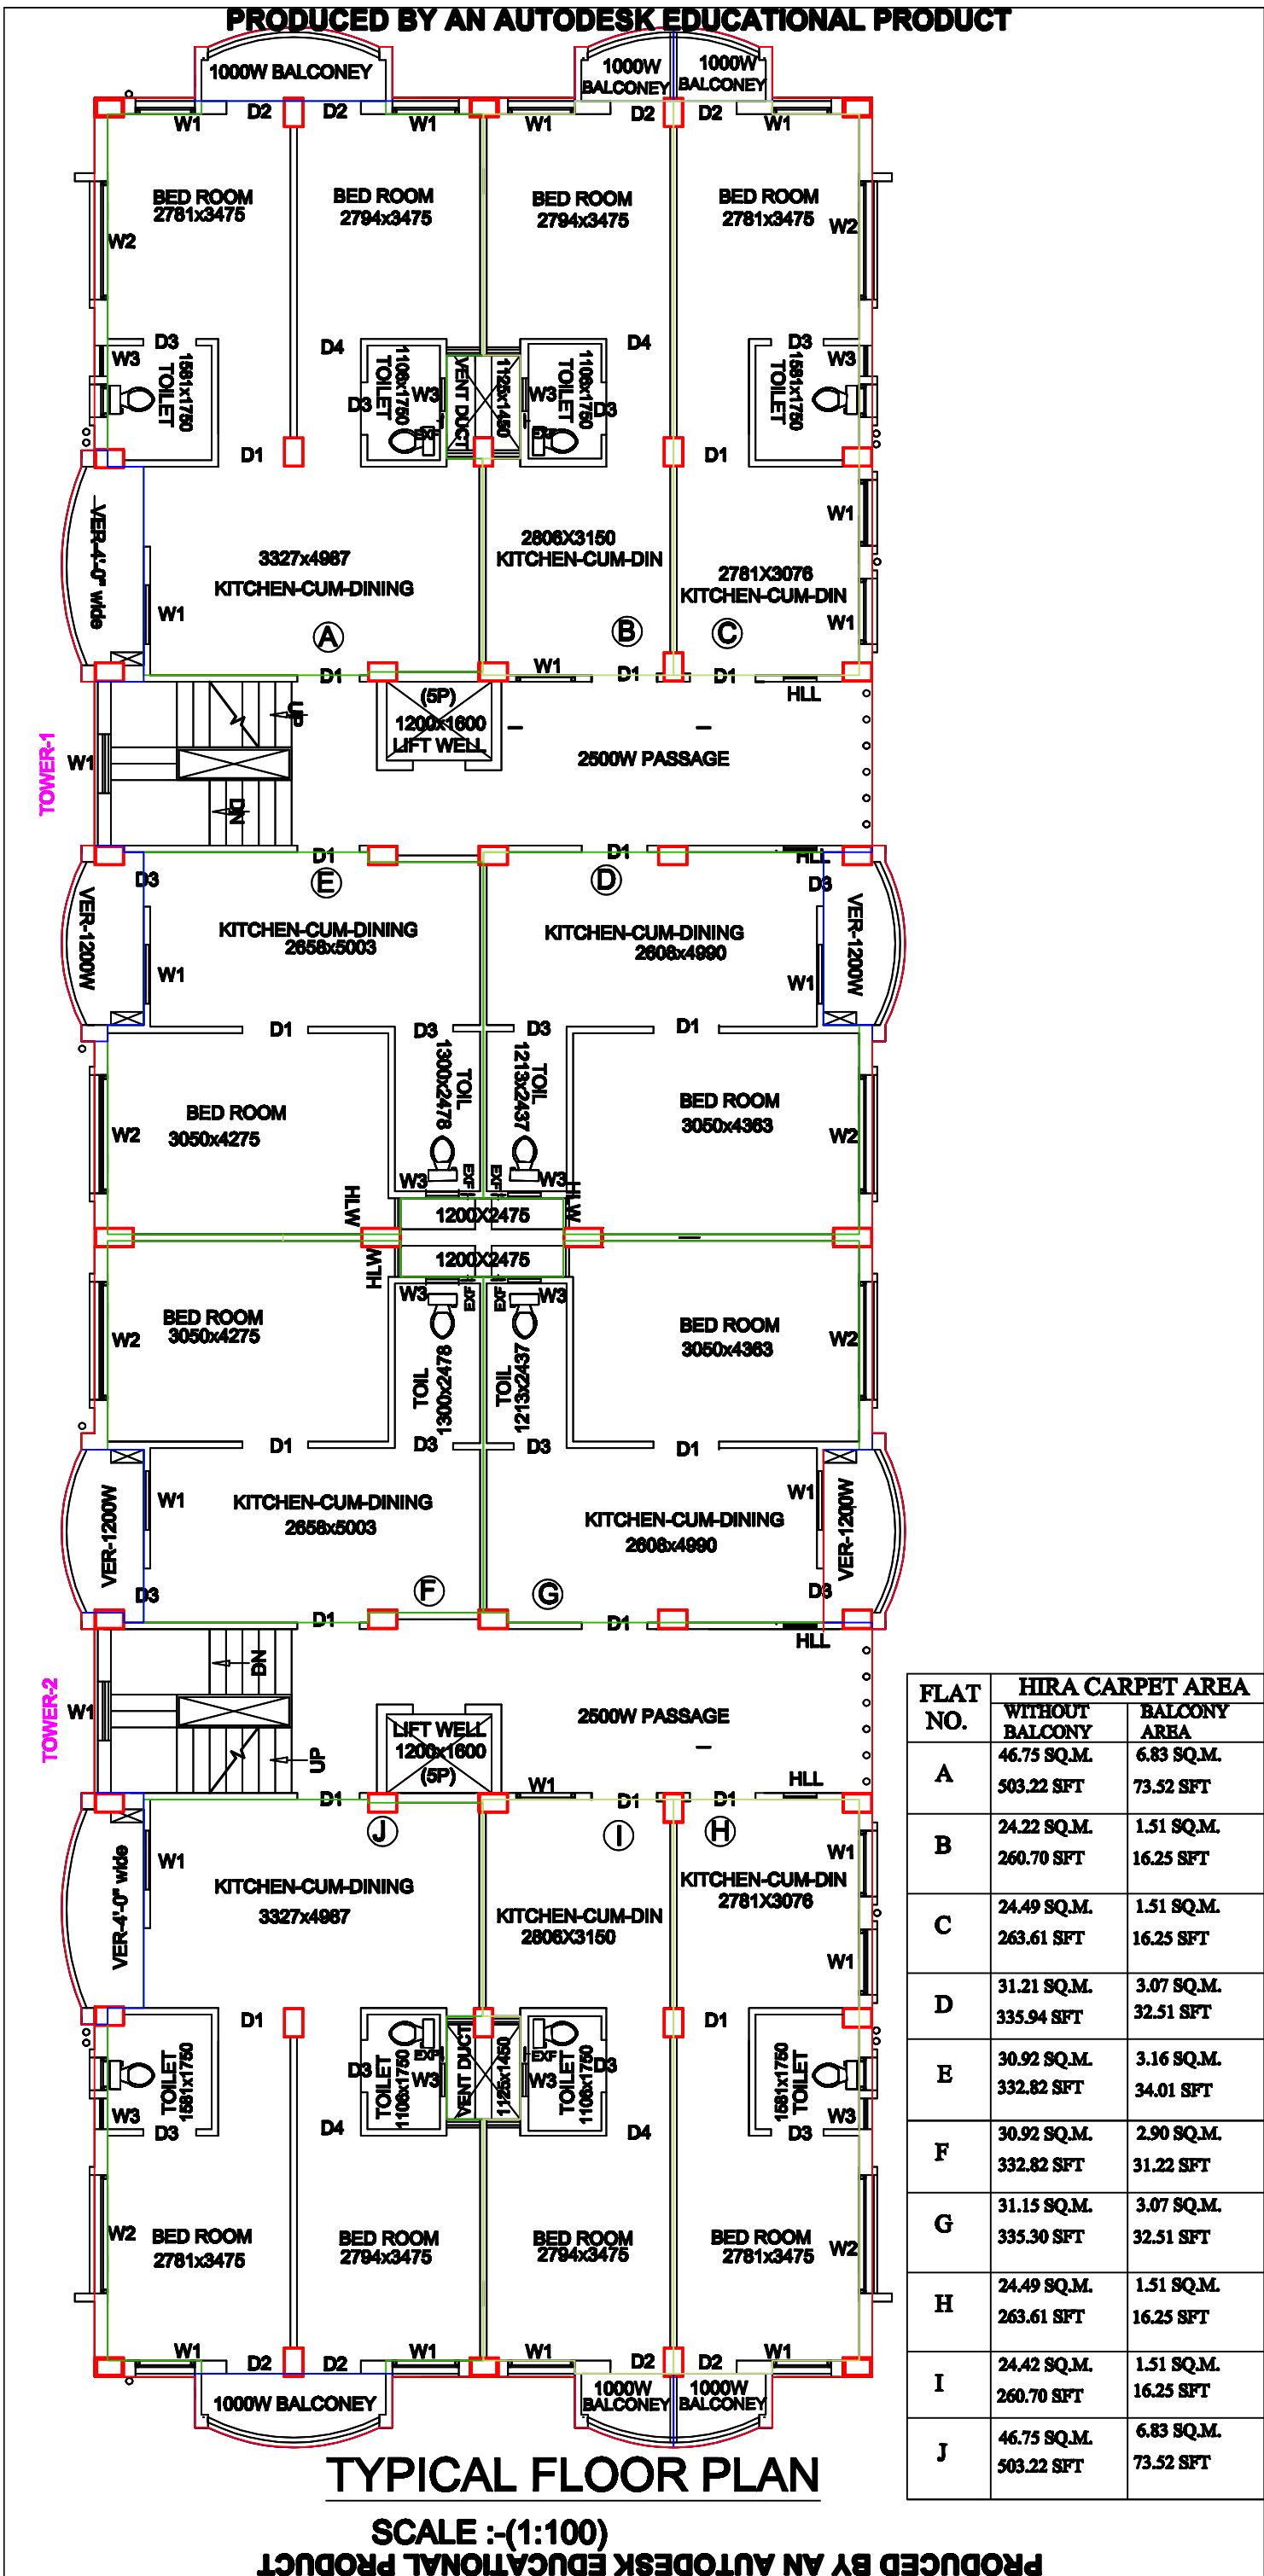 PRODUCED BY AN AUTODESK EDUCATIONAL PRODUCT
1000W BALCONEY
1000W
BALCONEY
1000W
BALCONEY
W1
D2
D2
W1
W1
D2
D2
W1
BED ROOM
2781x3475
BED ROOM
2794x3475
BED ROOM
2794x3475
BED ROOM
2781x3475
W2
W2
D3
D4
D4
D3
W3
TOILET
1581x1750
D3
TOILET
1106x1750
W3
EXF
VENT DUCT
1125x1450
W3
EXF
TOILET
1106x1750
D3
TOILET
1581x1750
W3
D1
D1
VER-4'-0" wide
W1
3327x4987
KITCHEN-CUM-DINING
A
2806X3150
KITCHEN-CUM-DIN
B
2781X3076
KITCHEN-CUM-DIN
C
W1
W1
D1
W1
D1
D1
HLL
TOWER-1
W1
UP
DN
(5P)
1200x1600
LIFT WELL
2500W PASSAGE
D1
D1
HLL
D3
E
D
D3
VER-1200W
W1
KITCHEN-CUM-DINING
2658x5003
KITCHEN-CUM-DINING
2608x4990
W1
VER-1200W
D1
D3
D3
D1
BED ROOM
3050x4275
W2
TOIL
1300x2478
TOIL
1213x2437
BED ROOM
3050x4363
W2
W3
EXF
EXF
W3
HLW
HLW
1200X2475
1200X2475
HLW
W3
EXF
EXF
W3
BED ROOM
3050x4275
W2
TOIL
1300x2478
TOIL
1213x2437
BED ROOM
3050x4363
W2
D1
D3
D3
D1
VER-1200W
W1
KITCHEN-CUM-DINING
2658x5003
KITCHEN-CUM-DINING
2608x4990
W1
VER-1200W
D3
F
G
D3
D1
D1
HLL
TOWER-2
W1
DN
UP
LIFT WELL
1200x1600
(5P)
2500W PASSAGE
D1
W1
D1
D1
HLL
J
I
H
VER-4'-0" wide
W1
KITCHEN-CUM-DINING
3327x4987
KITCHEN-CUM-DIN
2806X3150
KITCHEN-CUM-DIN
2781X3076
W1
W1
D1
D1
TOILET
1581x1750
W3
D3
D3
TOILET
1106x1750
EXF
W3
VENT DUCT
1125x1450
EXF
W3
TOILET
1106x1750
D3
TOILET
1581x1750
W3
D3
D4
D4
W2
BED ROOM
2781x3475
BED ROOM
2794x3475
BED ROOM
2794x3475
BED ROOM
2781x3475
W2
W1
D2
D2
W1
W1
D2
D2
W1
1000W BALCONEY
1000W
BALCONEY
1000W
BALCONEY
FLAT NO.
HIRA CARPET AREA
WITHOUT BALCONY
BALCONY AREA
A
46.75 SQ.M. 6.83 SQ.M.
503.22 SFT 73.52 SFT
B
24.22 SQ.M. 1.51 SQ.M.
260.70 SFT 16.25 SFT
C
24.49 SQ.M. 1.51 SQ.M.
263.61 SFT 16.25 SFT
D
31.21 SQ.M. 3.07 SQ.M.
335.94 SFT 32.51 SFT
E
30.92 SQ.M. 3.16 SQ.M.
332.82 SFT 34.01 SFT
F
30.92 SQ.M. 2.90 SQ.M.
332.82 SFT 31.22 SFT
G
31.15 SQ.M. 3.07 SQ.M.
335.30 SFT 32.51 SFT
H
24.49 SQ.M. 1.51 SQ.M.
263.61 SFT 16.25 SFT
I
24.42 SQ.M. 1.51 SQ.M.
260.70 SFT 16.25 SFT
J
46.75 SQ.M. 6.83 SQ.M.
503.22 SFT 73.52 SFT
TYPICAL FLOOR PLAN
SCALE :-(1:100)
PRODUCED BY AN AUTODESK EDUCATIONAL PRODUCT